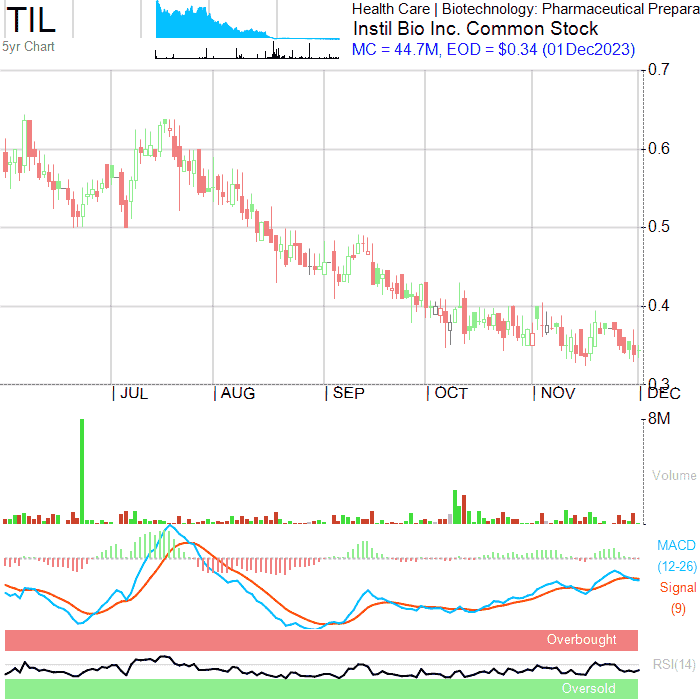 TIL
5yr Chart
Health Care | Biotechnology: Pharmaceutical Prepara
Instil Bio Inc. Common Stock
MC = 44.7M, EOD = $0.34 (01Dec2023)
0.7
0.6
0.5
0.4
0.3
| JUL | AUG | SEP | OCT | NOV | DEC
8M
Volume
MACD
(12-26)
Signal
(9)
Overbought
RSI(14)
Oversold